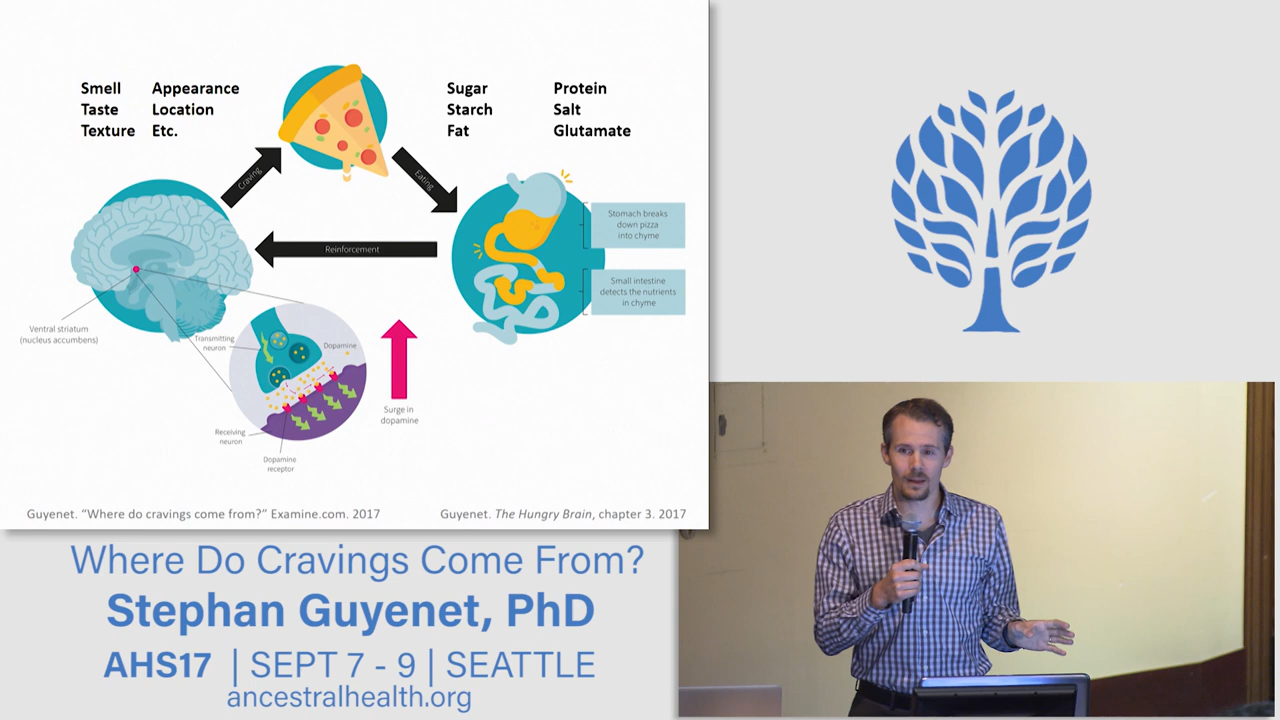 Smell Appearance
Taste Location
Texture Etc.
Sugar Protein
Starch Salt
Fat Glutamate
Craving
Eating
Reinforcement
Stomach breaks
down pizza
into chyme
Small intestine
detects the nutrients
in chyme
Ventral striatum
(nucleus accumbens)
Transmitting
neuron
Dopamine
Receiving
neuron
Dopamine
receptor
Surge in
dopamine
Guyenet. "Where do cravings come from?" Examine.com. 2017
Guyenet. The Hungry Brain, chapter 3. 2017
Where Do Cravings Come From?
Stephan Guyenet, PhD
AHS17 | SEPT 7 - 9 | SEATTLE
ancestralhealth.org